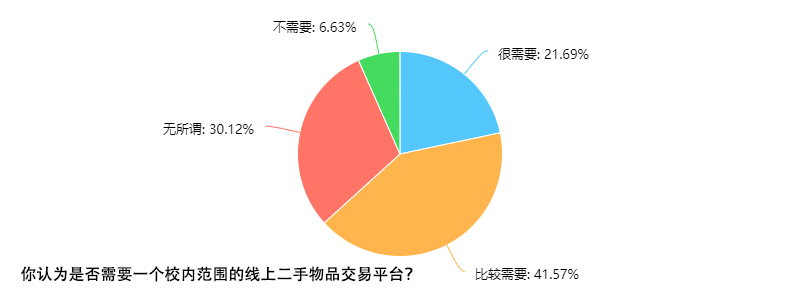 不需要: 6.63%
很需要: 21.69%
无所谓: 30.12%
比较需要: 41.57%
你认为是否需要一个校内范围的线上二手物品交易平台?